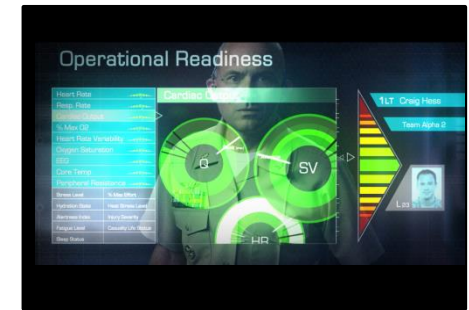 Operational Readiness
Heart Rate
Resp. Rate
Cardiac Output
% Max O2
Heart Rate Variability
Oxygen Saturation
EEG
Core Temp
Peripheral Resistance
Stress Level
% Max Effort
Hydration State
Heat Stress Level
Alertness Index
Injury Severity
Fatigue Level
Casualty Life Status
Sleep Status
Cardiac
Q
SV
HR
1LT Craig Hess
Team Alpha 2